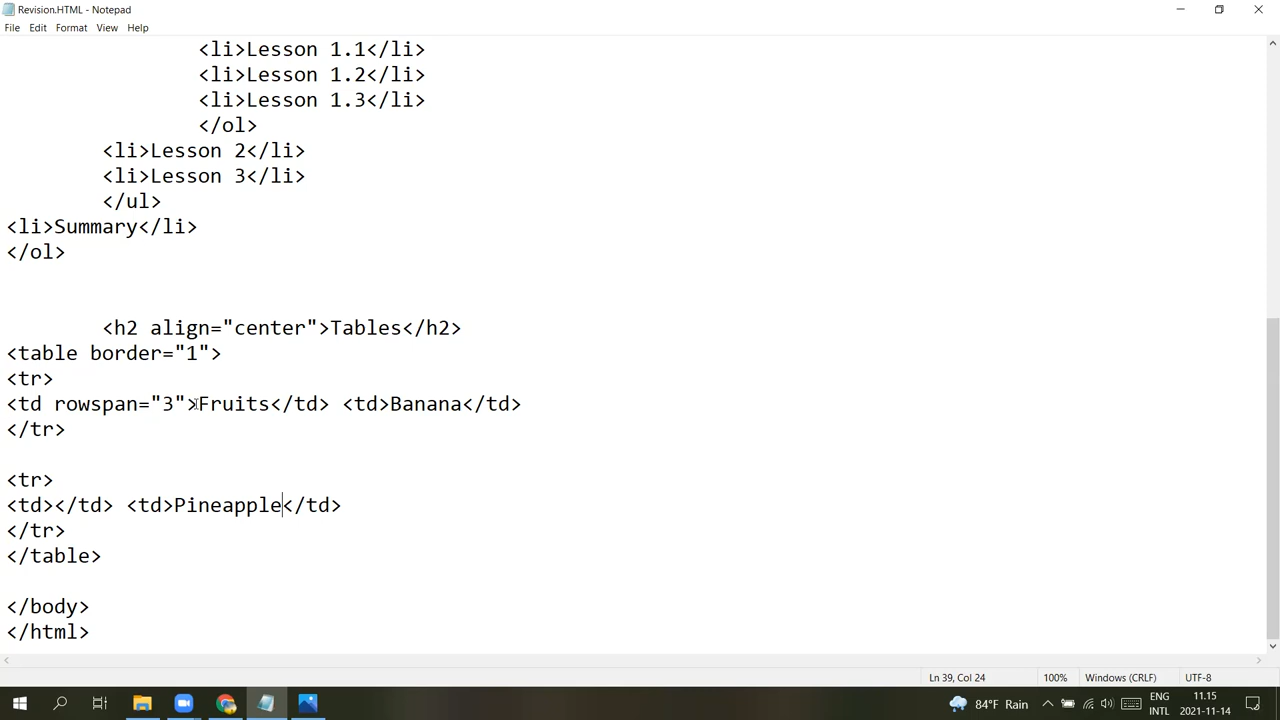 Revision.HTML - Notepad
File Edit Format View Help
<li>Lesson 1.1</li>
<li>Lesson 1.2</li>
<li>Lesson 1.3</li>
</ol>
<li>Lesson 2</li>
<li>Lesson 3</li>
</ul>
<li>Summary</li>
</ol>
<h2 align="center">Tables</h2>
<table border="1">
<tr>
<td rowspan="3">Fruits</td> <td>Banana</td>
</tr>
<tr>
<td></td> <td>Pineapple</td>
</tr>
</table>
</body>
</html>
Ln 39, Col 24 100% Windows (CRLF) UTF-8
84°F Rain ENG 11.15
INTL 2021-11-14